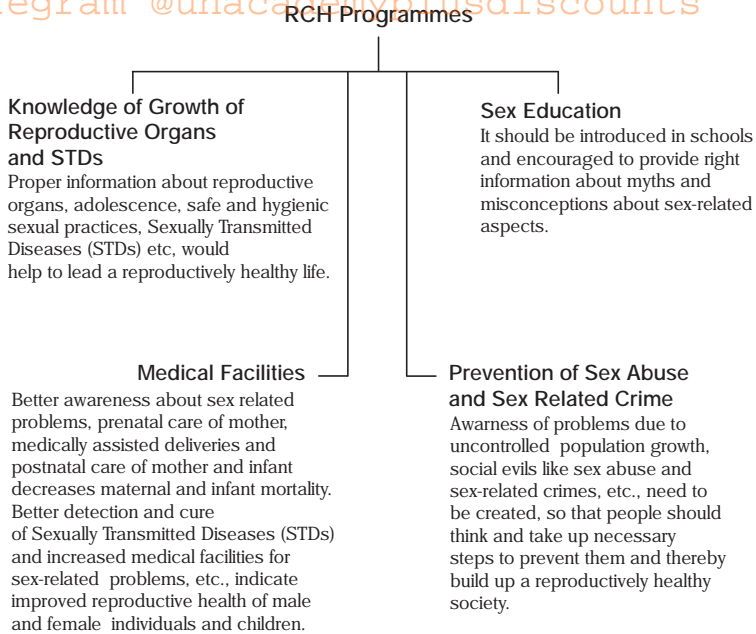 egram @unacademyplusdiscounts
RCH Programmes
Knowledge of Growth of
Reproductive Organs
and STDs
Proper information about reproductive
organs, adolescence, safe and hygienic
sexual practices, Sexually Transmitted
Diseases (STDs) etc, would
help to lead a reproductively healthy life.
Sex Education
It should be introduced in schools
and encouraged to provide right
information about myths and
misconceptions about sex-related
aspects.
Medical Facilities
Better awareness about sex related
problems, prenatal care of mother,
medically assisted deliveries and
postnatal care of mother and infant
decreases maternal and infant mortality.
Better detection and cure
of Sexually Transmitted Diseases (STDs)
and increased medical facilities for
sex-related problems, etc., indicate
improved reproductive health of male
and female individuals and children.
Prevention of Sex Abuse
and Sex Related Crime
Awarness of problems due to
uncontrolled population growth,
social evils like sex abuse and
sex-related crimes, etc., need to
be created, so that people should
think and take up necessary
steps to prevent them and thereby
build up a reproductively healthy
society.